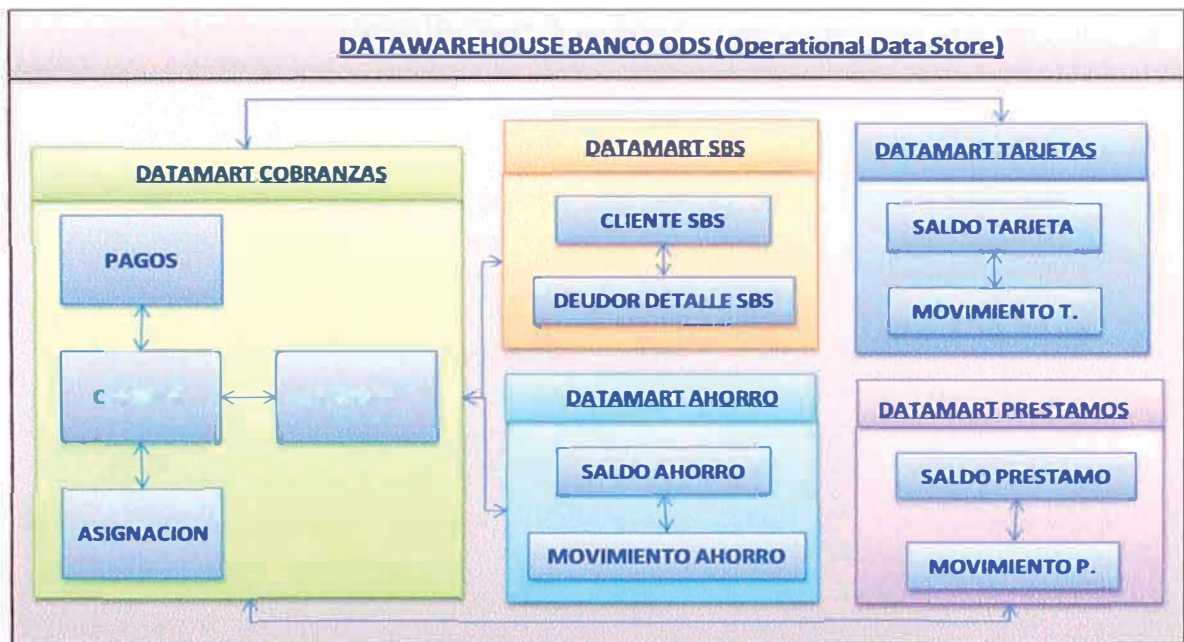 DATAWAREHOUSE BANCO ODS (Operational Data Store)
DATAMART COBRANZAS
PAGOS
ASIGNACION
DATAMART SBS
CLIENTE SBS
DEUDOR DETALLE SBS
DATAMART AHORRO
SALDO AHORRO
MOVIMIENTO AHORRO
DATAMART TARJETAS
SALDO TARJETA
MOVIMIENTO T.
DATAMART PRESTAMOS
SALDO PRESTAMO
MOVIMIENTO P.